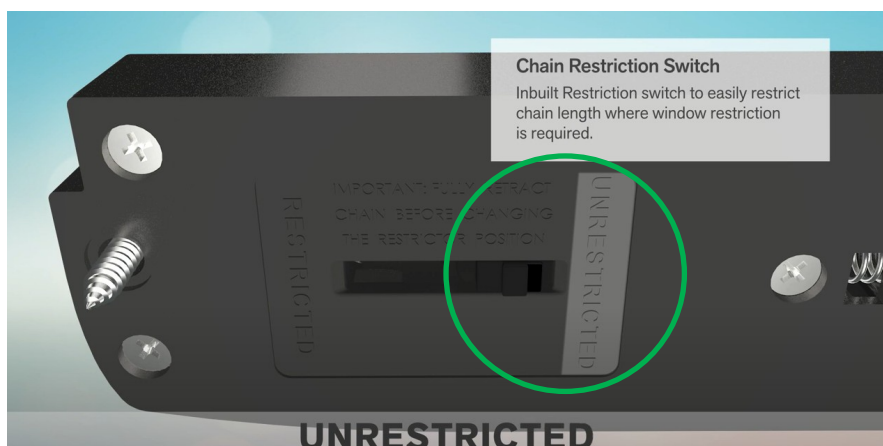 Chain Restriction Switch
Inbuilt Restriction switch to easily restrict
chain length where window restriction
is required.
IMPORTANT: FULLY RETRACT
CHAIN BEFORE CHANGING
THE RESTRICTOR POSITION
RESTRICTED
UNRESTRICTED
UNRESTRICTED